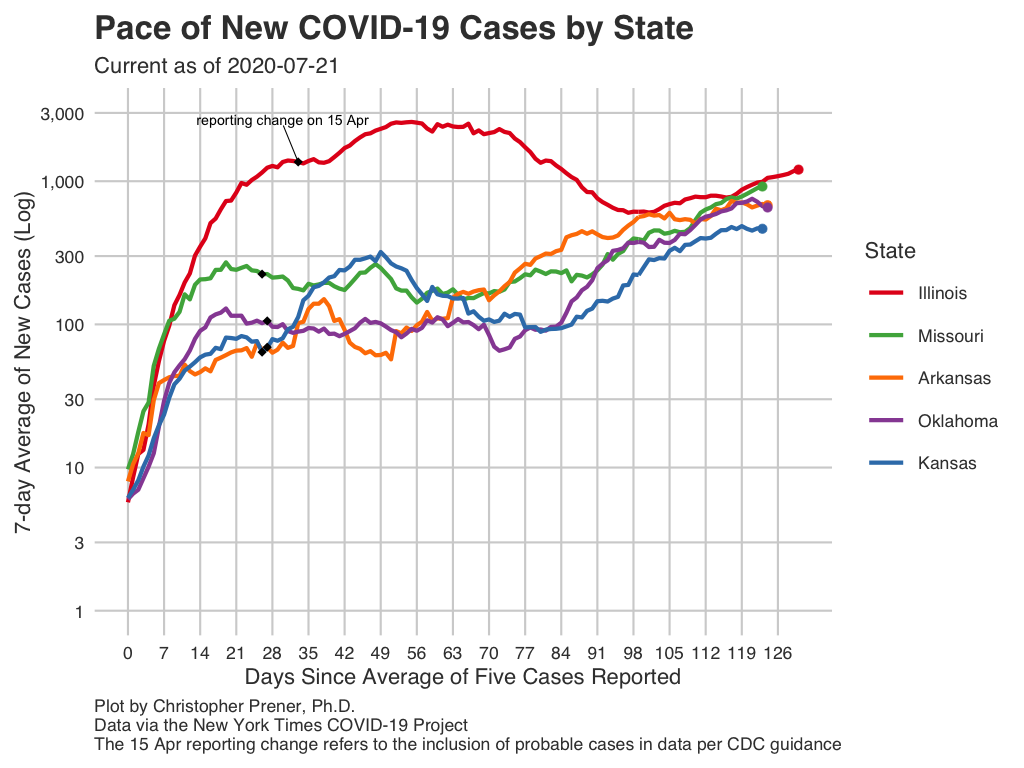 Pace of New COVID-19 Cases by State
Current as of 2020-07-21
7-day Average of New Cases (Log)
3,000
1,000
300
100
30
10
3
1
reporting change on 15 Apr
0 7 14 21 28 35 42 49 56 63 70 77 84 91 98 105 112 119 126
Days Since Average of Five Cases Reported
State
Illinois
Missouri
Arkansas
Oklahoma
Kansas
Plot by Christopher Prener, Ph.D.
Data via the New York Times COVID-19 Project
The 15 Apr reporting change refers to the inclusion of probable cases in data per CDC guidance